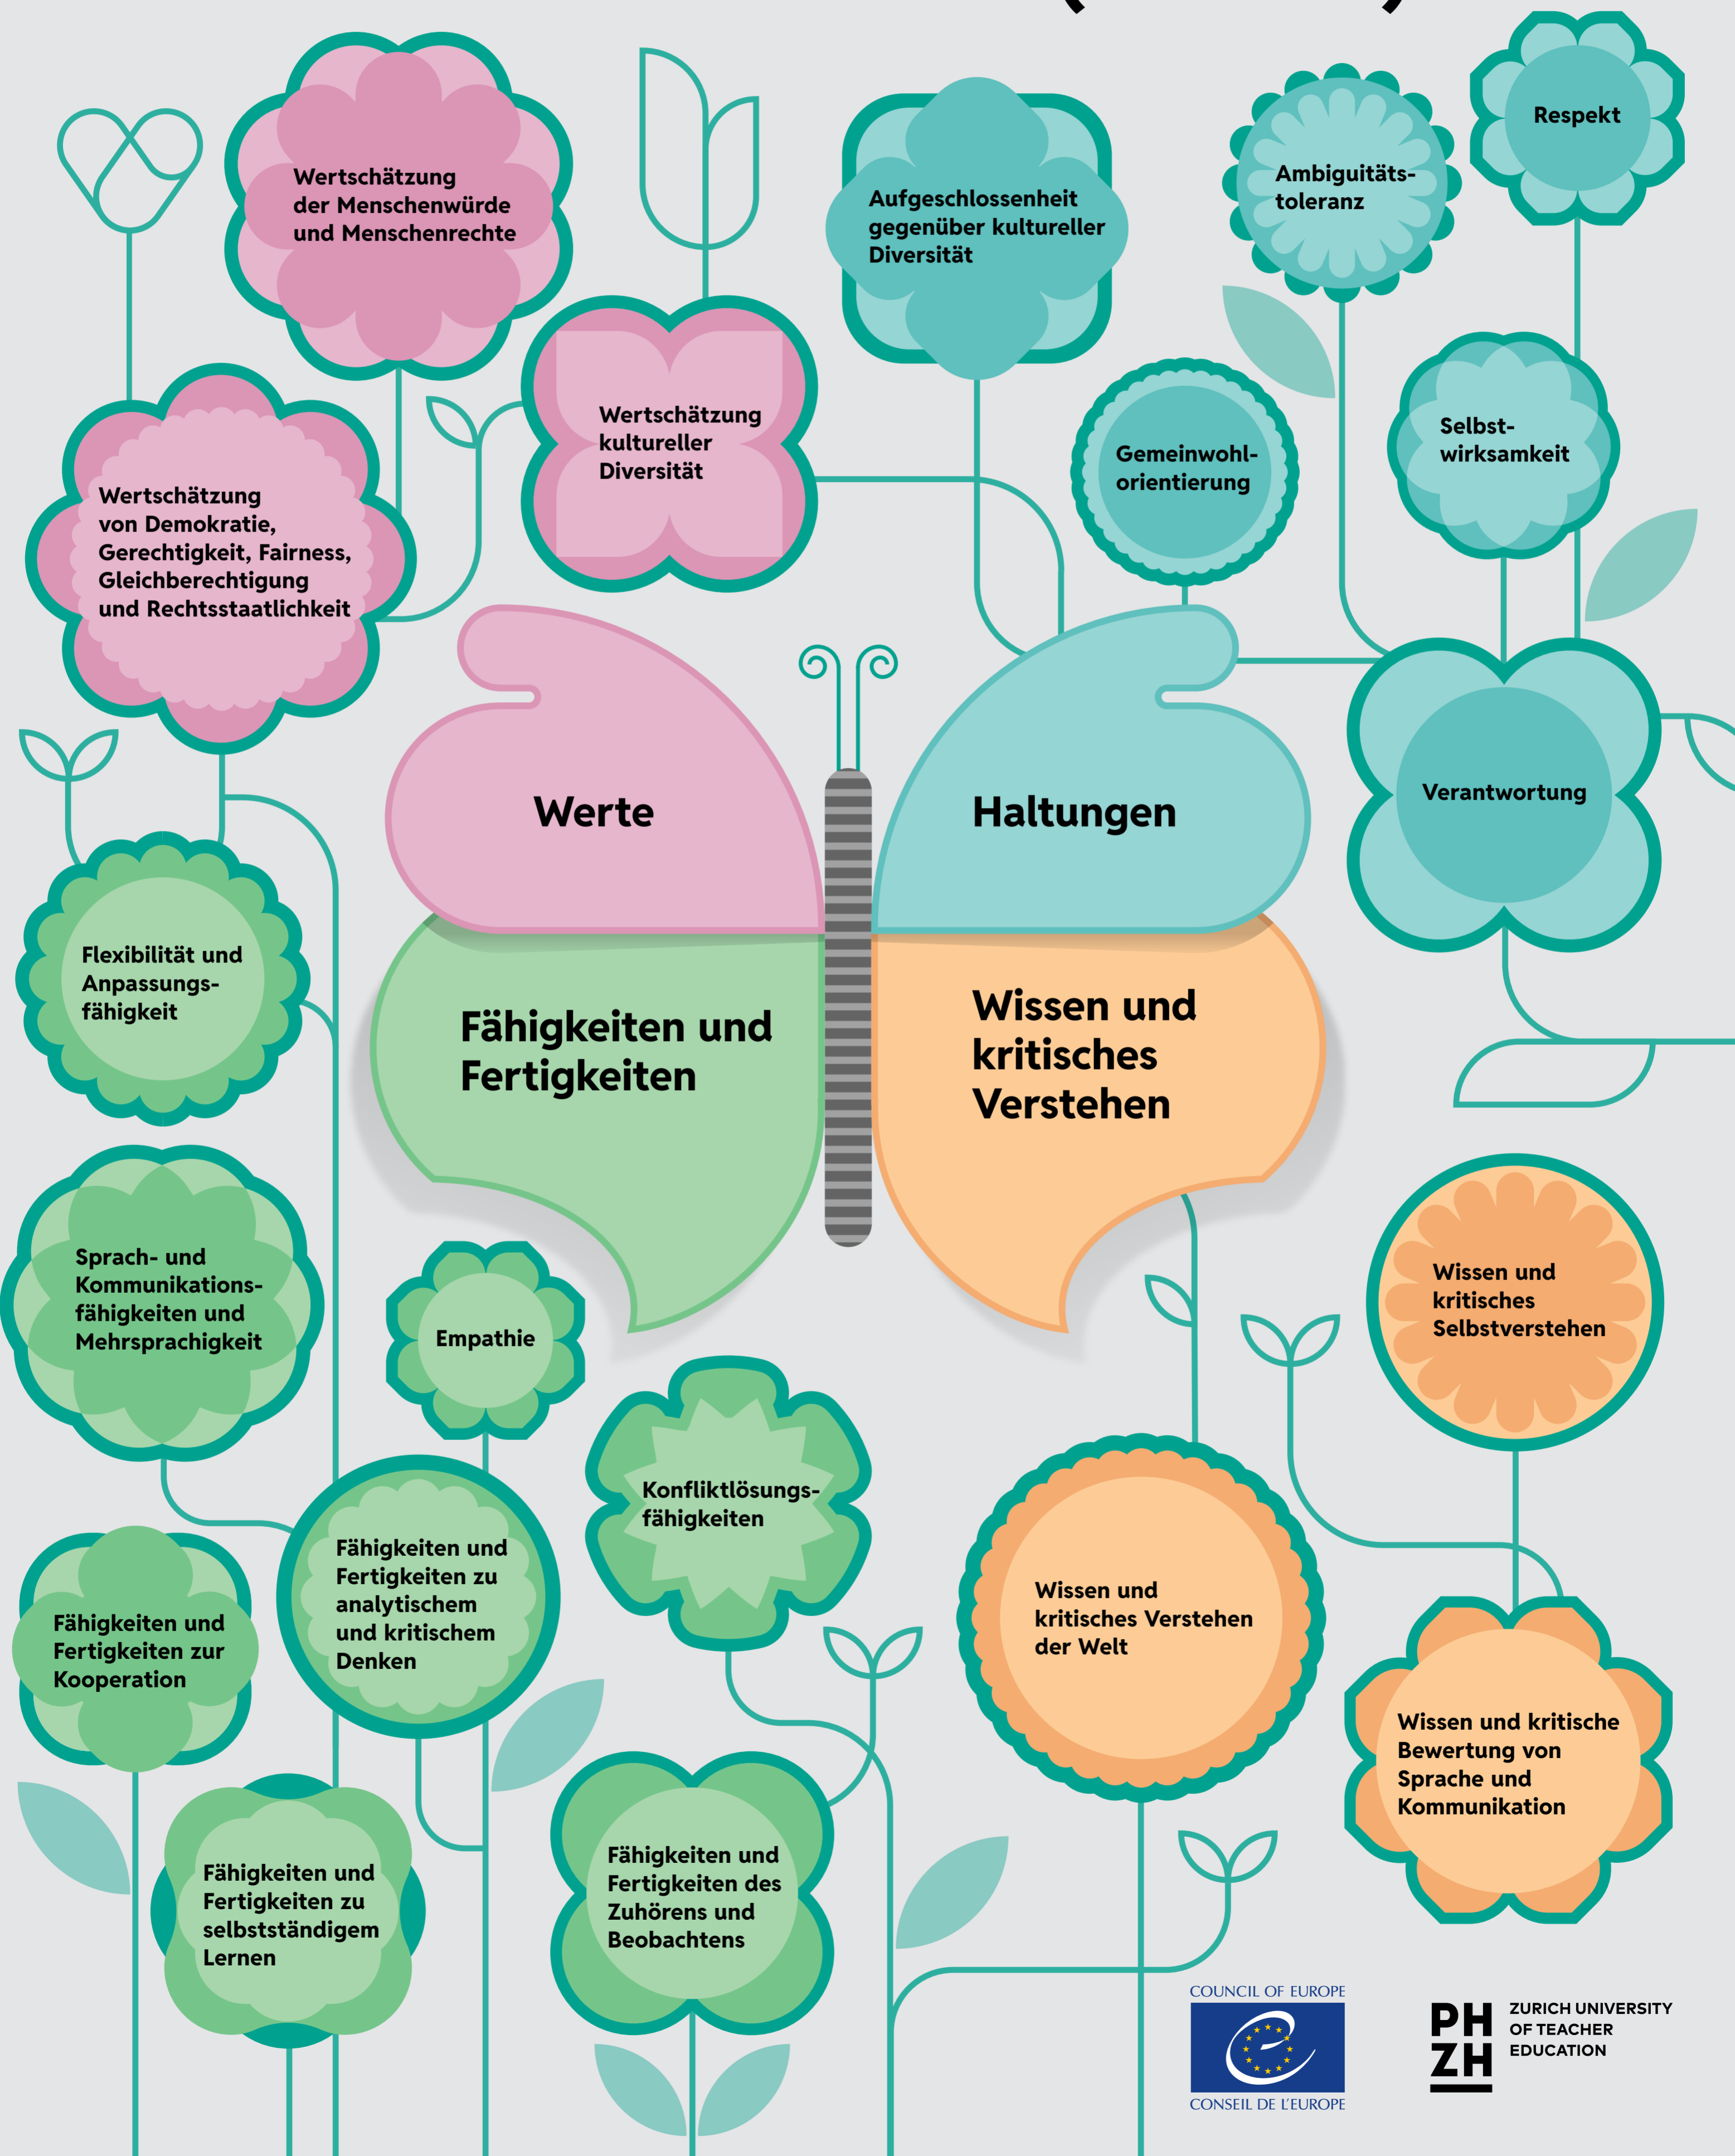 Wertschätzung
der Menschenwürde
und Menschenrechte
Aufgeschlossenheit
gegenüber kultureller
Diversität
Ambiguitäts-
toleranz
Respekt
Wertschätzung
von Demokratie,
Gerechtigkeit, Fairness,
Gleichberechtigung
und Rechtsstaatlichkeit
Wertschätzung
kultureller
Diversität
Gemeinwohl-
orientierung
Selbst-
wirksamkeit
Werte
Haltungen
Verantwortung
Flexibilität und
Anpassungs-
fähigkeit
Fähigkeiten und
Fertigkeiten
Wissen und
kritisches
Verstehen
Sprach- und
Kommunikations-
fähigkeiten und
Mehrsprachigkeit
Empathie
Konfliktlösungs-
fähigkeiten
Wissen und
kritisches
Selbstverstehen
Fähigkeiten und
Fertigkeiten zur
Kooperation
Fähigkeiten und
Fertigkeiten zu
analytischem
und kritischem
Denken
Wissen und
kritisches Verstehen
der Welt
Wissen und kritische
Bewertung von
Sprache und
Kommunikation
Fähigkeiten und
Fertigkeiten zu
selbstständigem
Lernen
Fähigkeiten und
Fertigkeiten des
Zuhörens und
Beobachtens
COUNCIL OF EUROPE
CONSEIL DE L'EUROPE
PH
ZH
ZURICH UNIVERSITY
OF TEACHER
EDUCATION